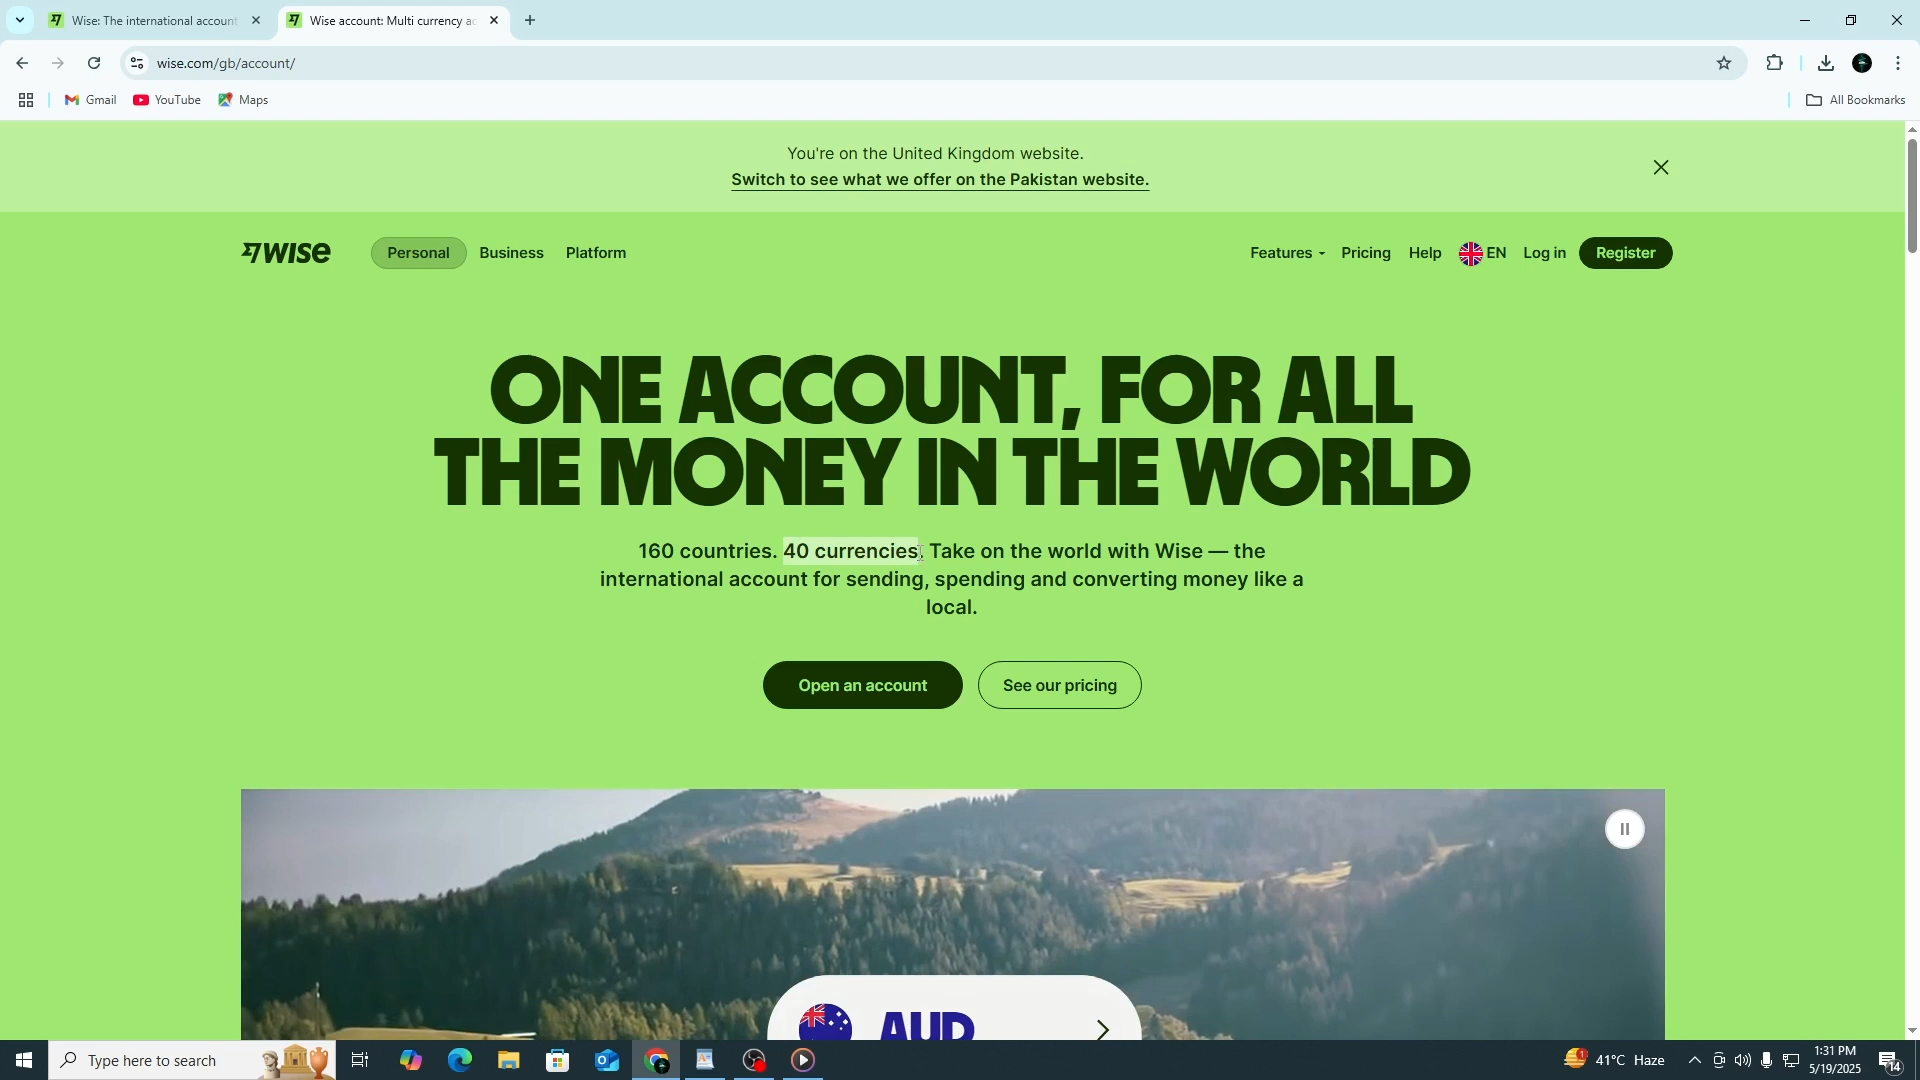 Wise: The international account
Wise account: Multi currency ac
wise.com/gb/account/
Gmail
YouTube
Maps
All Bookmarks
You're on the United Kingdom website.
Switch to see what we offer on the Pakistan website.
WISE
Personal
Business
Platform
Features
Pricing
Help
EN
Log in
Register
ONE ACCOUNT, FOR ALL
THE MONEY IN THE WORLD
160 countries. 40 currencies. Take on the world with Wise — the
international account for sending, spending and converting money like a
local.
Open an account
See our pricing
AUD
Type here to search
1
41°C Haze
1:31 PM
5/19/2025
14